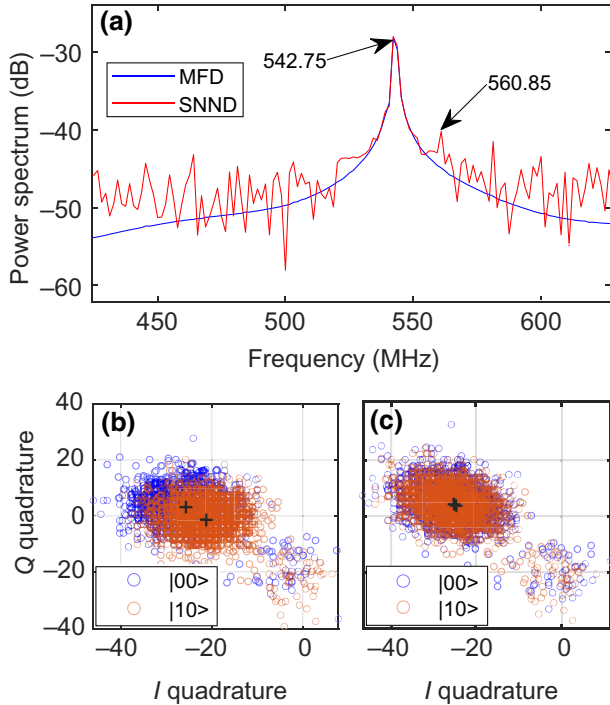 (a)
−30
−40
−50
−60
Power spectrum (dB)
MFD
SNND
542.75
560.85
450
500
550
600
Frequency (MHz)
(b)
40
20
0
−20
−40
Q quadrature
|00>
|10>
−40
−20
0
I quadrature
(c)
|00>
|10>
−40
−20
0
I quadrature